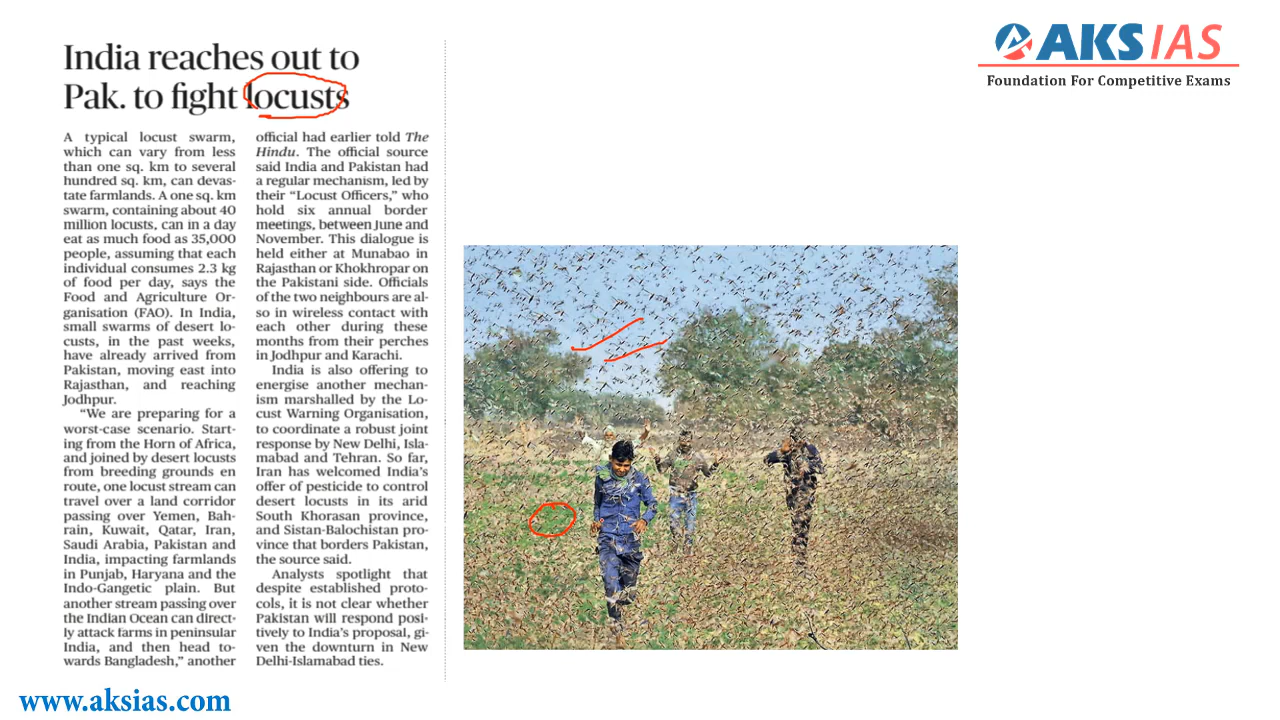 India reaches out to
Pak. to fight locusts
A typical locust swarm,
which can vary from less
than one sq. km to several
hundred sq. km, can devas-
tate farmlands. A one sq. km
swarm, containing about 40
million locusts, can in a day
eat as much food as 35,000
people, assuming that each
individual consumes 2.3 kg
of food per day, says the
Food and Agriculture Or-
ganisation (FAO). In India,
small swarms of desert lo-
custs, in the past weeks,
have already arrived from
Pakistan, moving east into
Rajasthan, and reaching
Jodhpur.
“We are preparing for a
worst-case scenario. Start-
ing from the Horn of Africa,
and joined by desert locusts
from breeding grounds en
route, one locust stream can
travel over a land corridor
passing over Yemen, Bah-
rain, Kuwait, Qatar, Iran,
Saudi Arabia, Pakistan and
India, impacting farmlands
in Punjab, Haryana and the
Indo-Gangetic plain. But
another stream passing over
the Indian Ocean can direct-
ly attack farms in peninsular
India, and then head to-
wards Bangladesh,” another
official had earlier told The
Hindu. The official source
said India and Pakistan had
a regular mechanism, led by
their “Locust Officers,” who
hold six annual border
meetings, between June and
November. This dialogue is
held either at Munabao in
Rajasthan or Khokhropar on
the Pakistani side. Officials
of the two neighbours are al-
so in wireless contact with
each other during these
months from their perches
in Jodhpur and Karachi.
India is also offering to
energise another mechan-
ism marshalled by the Lo-
cust Warning Organisation,
to coordinate a robust joint
response by New Delhi, Isla-
mabad and Tehran. So far,
Iran has welcomed India’s
offer of pesticide to control
desert locusts in its arid
South Khorasan province,
and Sistan-Balochistan pro-
vince that borders Pakistan,
the source said.
Analysts spotlight that
despite established proto-
cols, it is not clear whether
Pakistan will respond posi-
tively to India’s proposal, gi-
ven the downturn in New
Delhi-Islamabad ties.
AKS IAS
Foundation For Competitive Exams
www.aksias.com